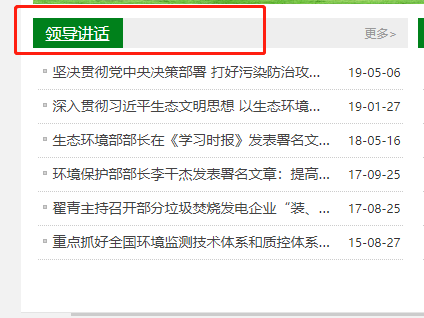 领导讲话 更多>
坚决贯彻党中央决策部署 打好污染防治攻... 19-05-06
深入贯彻习近平生态文明思想 以生态环境... 19-01-27
生态环境部部长在《学习时报》发表署名文... 18-05-16
环境保护部部长李干杰发表署名文章：提高... 17-09-25
翟青主持召开部分垃圾焚烧发电企业“装、... 17-08-25
重点抓好全国环境监测技术体系和质控体系... 15-08-27